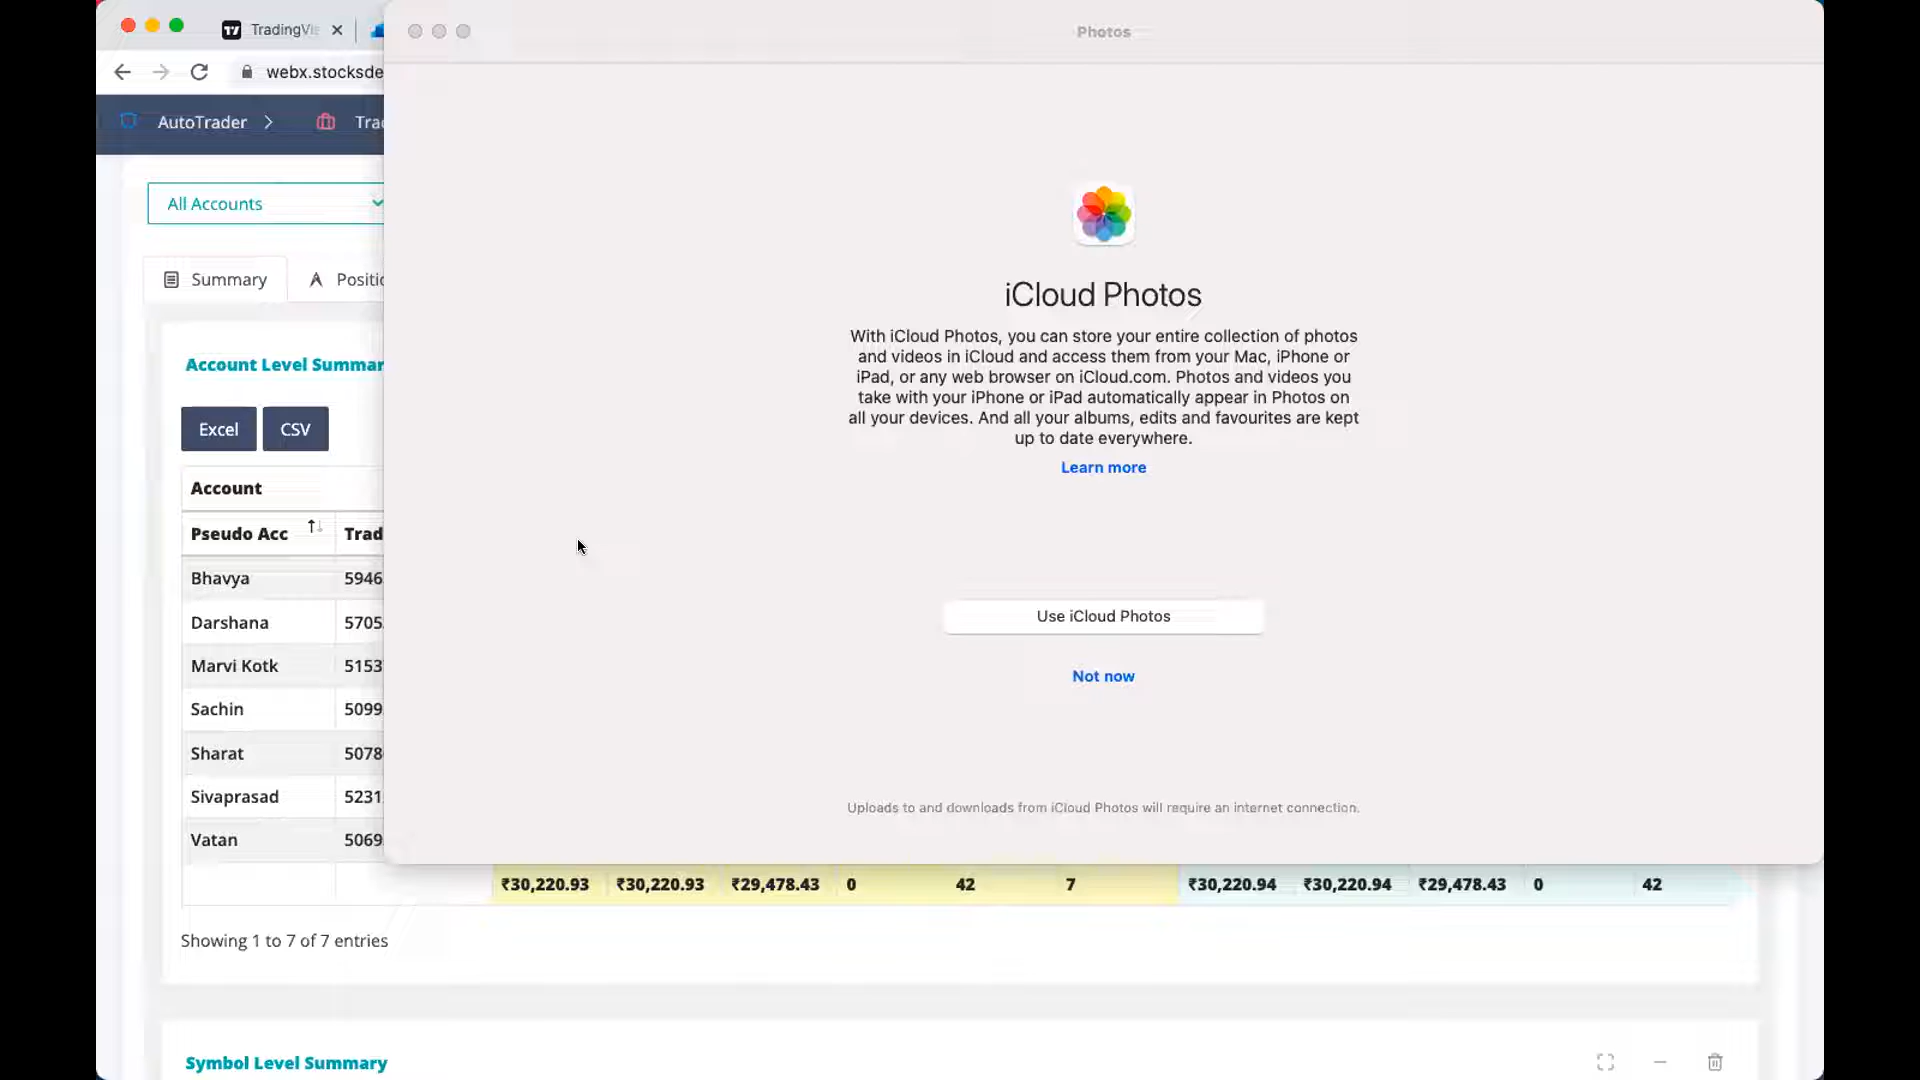 TradingVi
webx.stocksde
AutoTrader
Trad
All Accounts
Summary
Positic
Account Level Summar
Excel CSV
Account
Pseudo Acc Trad
Bhavya 5946
Darshana 5705
Marvi Kotk 5153
Sachin 5099
Sharat 5078
Sivaprasad 5231
Vatan 5069
₹30,220.93 ₹30,220.93 ₹29,478.43 0 42 7 ₹30,220.94 ₹30,220.94 ₹29,478.43 0 42
Showing 1 to 7 of 7 entries
Symbol Level Summary
Photos
iCloud Photos
With iCloud Photos, you can store your entire collection of photos
and videos in iCloud and access them from your Mac, iPhone or
iPad, or any web browser on iCloud.com. Photos and videos you
take with your iPhone or iPad automatically appear in Photos on
all your devices. And all your albums, edits and favourites are kept
up to date everywhere.
Learn more
Use iCloud Photos
Not now
Uploads to and downloads from iCloud Photos will require an internet connection.